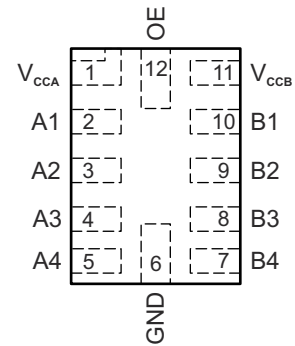 OE
VCCA 1 12 11 VCCB
A1 2 10 B1
A2 3 9 B2
A3 4 8 B3
A4 5 6 7 B4
GND